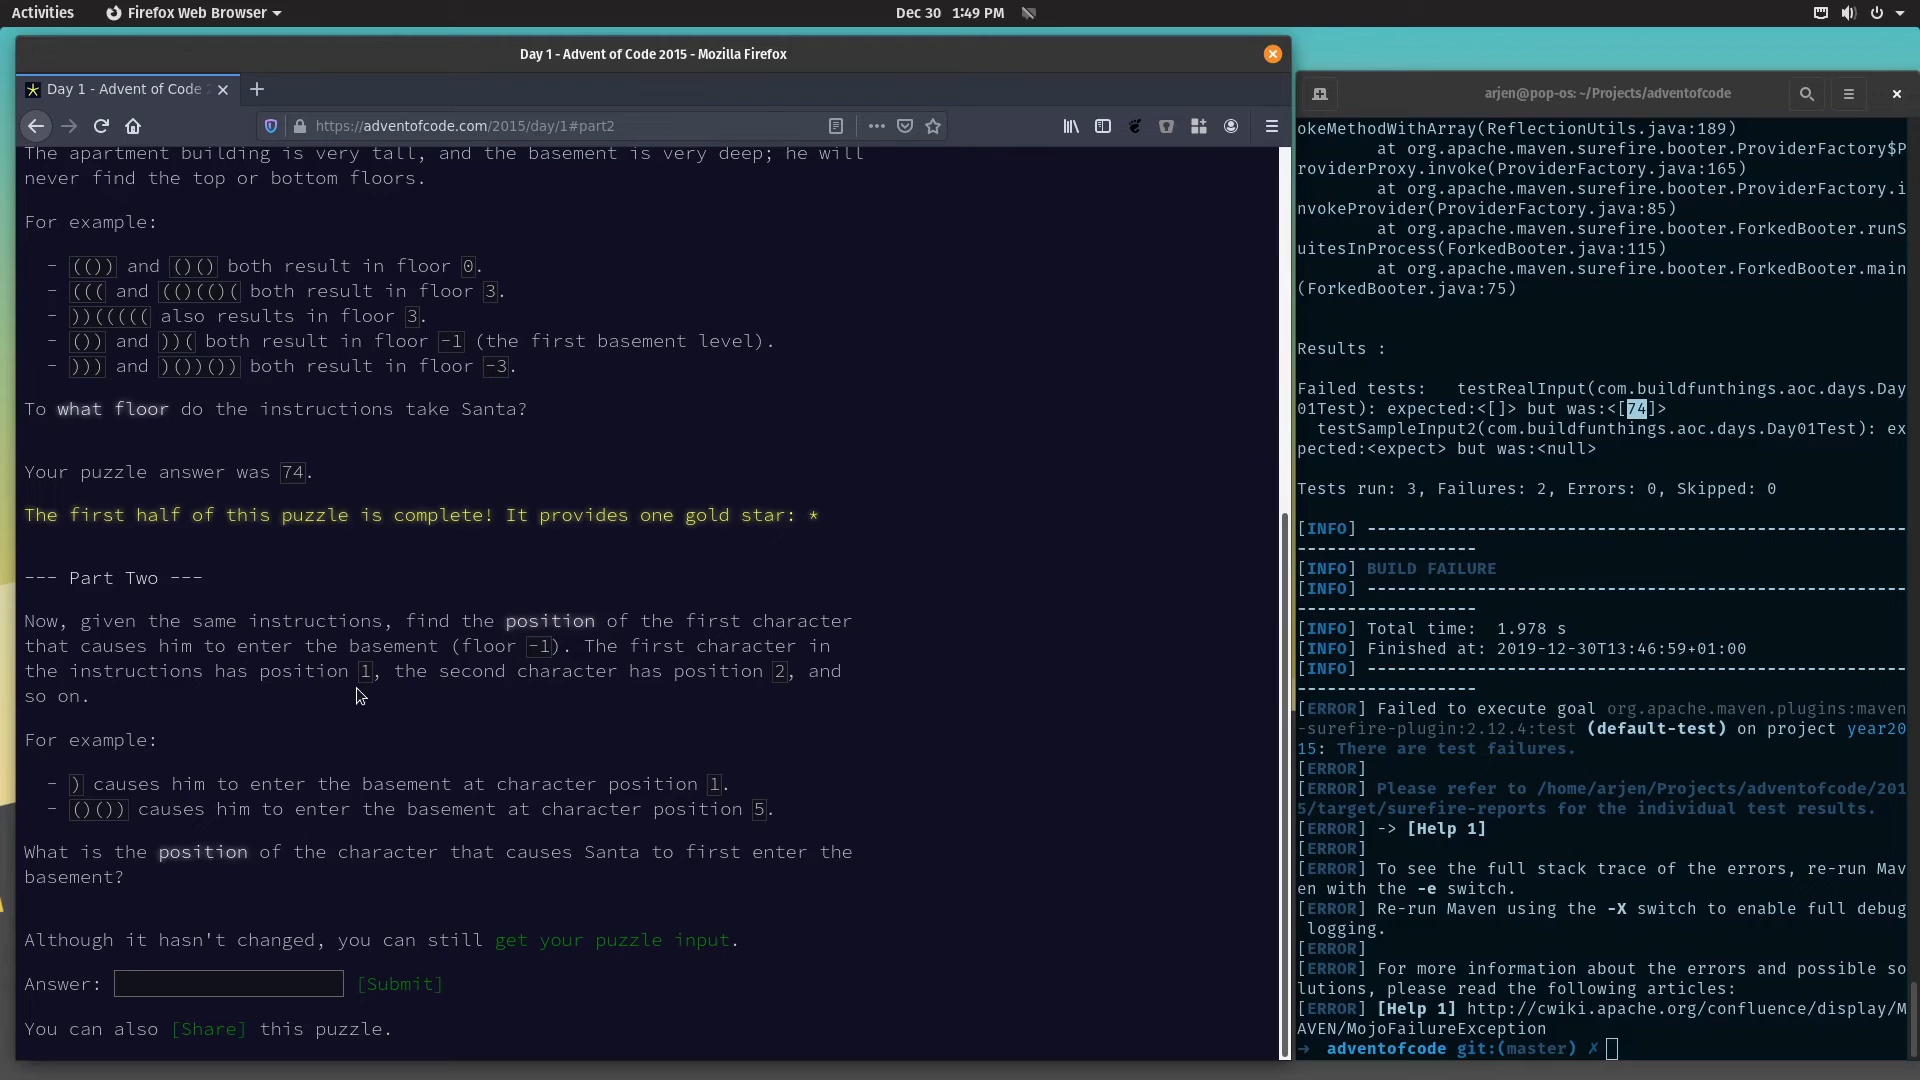 Activities
Firefox Web Browser
Dec 30 1:49 PM
Day 1 - Advent of Code 2015 - Mozilla Firefox
Day 1 - Advent of Code
https://adventofcode.com/2015/day/1#part2
The apartment building is very tall, and the basement is very deep; he will
never find the top or bottom floors.
For example:
- (()) and ()() both result in floor 0.
- ((( and (()(()( both result in floor 3.
- ))((((( also results in floor 3.
- ()) and ))( both result in floor -1 (the first basement level).
- ))) and )())()) both result in floor -3.
To what floor do the instructions take Santa?
Your puzzle answer was 74.
The first half of this puzzle is complete! It provides one gold star: *
--- Part Two ---
Now, given the same instructions, find the position of the first character
that causes him to enter the basement (floor -1). The first character in
the instructions has position 1, the second character has position 2, and
so on.
For example:
- ) causes him to enter the basement at character position 1.
- ()()) causes him to enter the basement at character position 5.
What is the position of the character that causes Santa to first enter the
basement?
Although it hasn't changed, you can still get your puzzle input.
Answer: [Submit]
You can also [Share] this puzzle.
arjen@pop-os: ~/Projects/adventofcode
okeMethodWithArray(ReflectionUtils.java:189)
at org.apache.maven.surefire.booter.ProviderFactory$P
roviderProxy.invoke(ProviderFactory.java:165)
at org.apache.maven.surefire.booter.ProviderFactory.i
nvokeProvider(ProviderFactory.java:85)
at org.apache.maven.surefire.booter.ForkedBooter.runS
uitesInProcess(ForkedBooter.java:115)
at org.apache.maven.surefire.booter.ForkedBooter.main
(ForkedBooter.java:75)
Results :
Failed tests:   testRealInput(com.buildfunthings.aoc.days.Day
01Test): expected:<[]> but was:<[74]>
testSampleInput2(com.buildfunthings.aoc.days.Day01Test): ex
pected:<expect> but was:<null>
Tests run: 3, Failures: 2, Errors: 0, Skipped: 0
[INFO] ------------------------------------------------------
------------------
[INFO] BUILD FAILURE
[INFO] ------------------------------------------------------
------------------
[INFO] Total time:  1.978 s
[INFO] Finished at: 2019-12-30T13:46:59+01:00
[INFO] ------------------------------------------------------
------------------
[ERROR] Failed to execute goal org.apache.maven.plugins:maven
-surefire-plugin:2.12.4:test (default-test) on project year20
15: There are test failures.
[ERROR]
[ERROR] Please refer to /home/arjen/Projects/adventofcode/201
5/target/surefire-reports for the individual test results.
[ERROR] -> [Help 1]
[ERROR]
[ERROR] To see the full stack trace of the errors, re-run Mav
en with the -e switch.
[ERROR] Re-run Maven using the -X switch to enable full debug
logging.
[ERROR]
[ERROR] For more information about the errors and possible so
lutions, please read the following articles:
[ERROR] [Help 1] http://cwiki.apache.org/confluence/display/M
AVEN/MojoFailureException
→ adventofcode git:(master) ✗